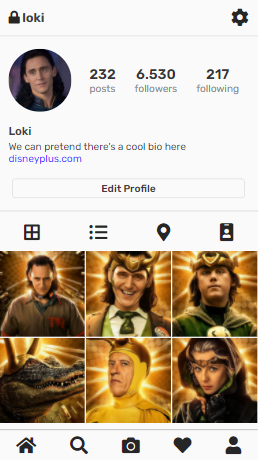 loki
232 6.530 217
posts followers following
Loki
We can pretend there's a cool bio here
disneyplus.com
Edit Profile